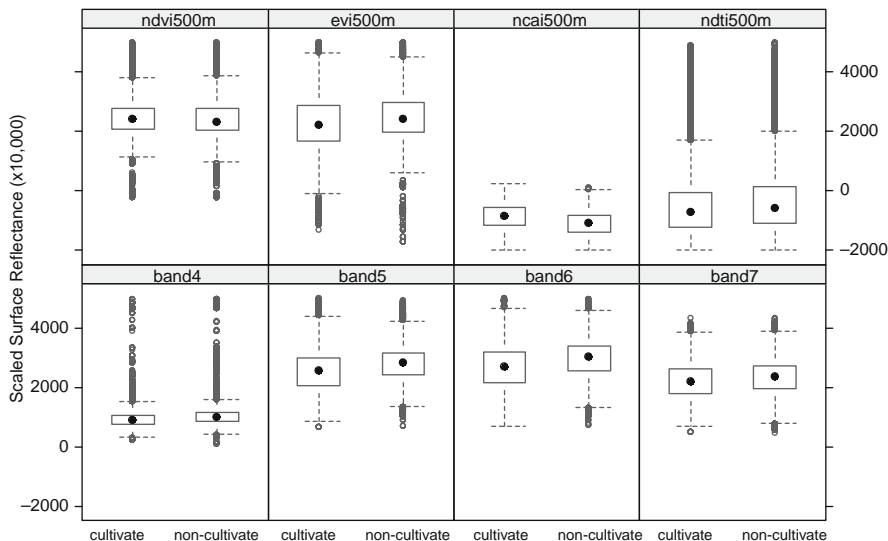 ndvi500m evi500m ncai500m ndti500m
4000
2000
0
−2000
Scaled Surface Reflectance (x10,000)
band4 band5 band6 band7
4000
2000
0
−2000
cultivate non-cultivate cultivate non-cultivate cultivate non-cultivate cultivate non-cultivate